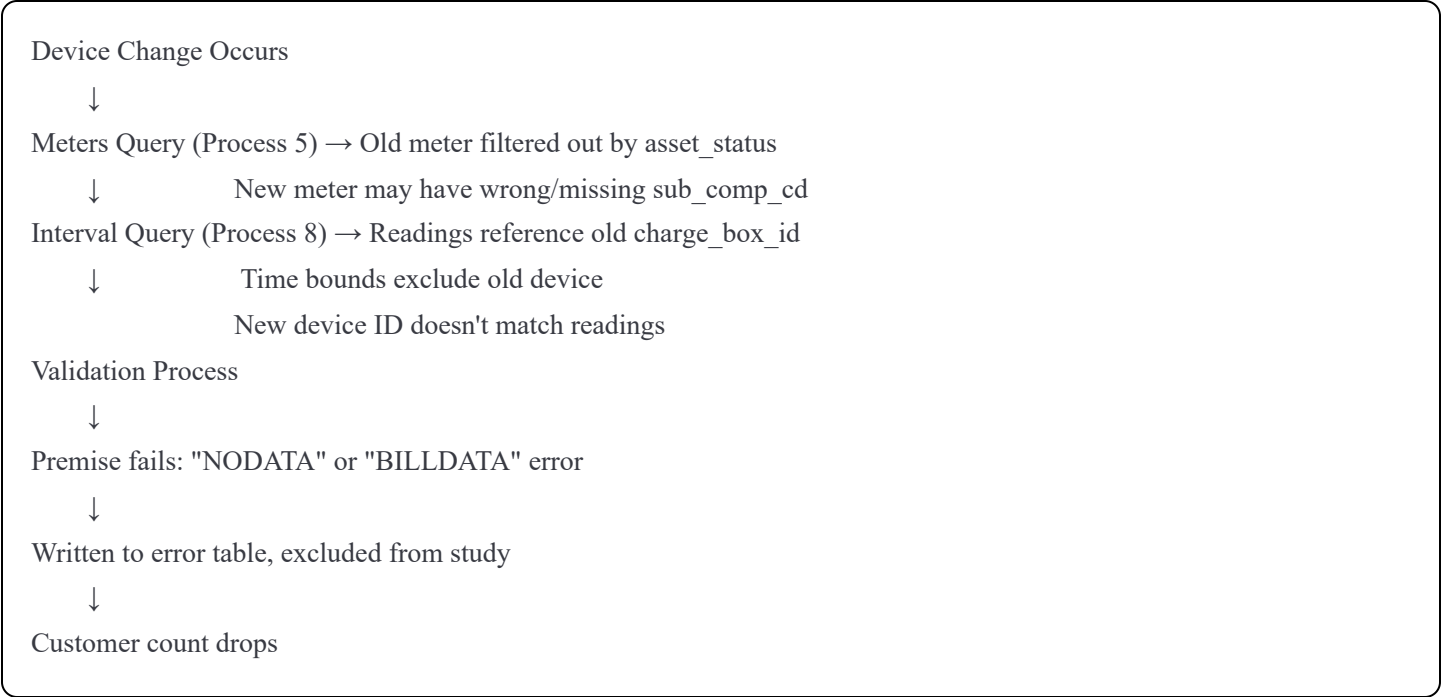 Device Change Occurs
↓
Meters Query (Process 5) → Old meter filtered out by asset_status
↓ New meter may have wrong/missing sub_comp_cd
Interval Query (Process 8) → Readings reference old charge_box_id
↓ Time bounds exclude old device
New device ID doesn't match readings
Validation Process
↓
Premise fails: "NODATA" or "BILLDATA" error
↓
Written to error table, excluded from study
↓
Customer count drops